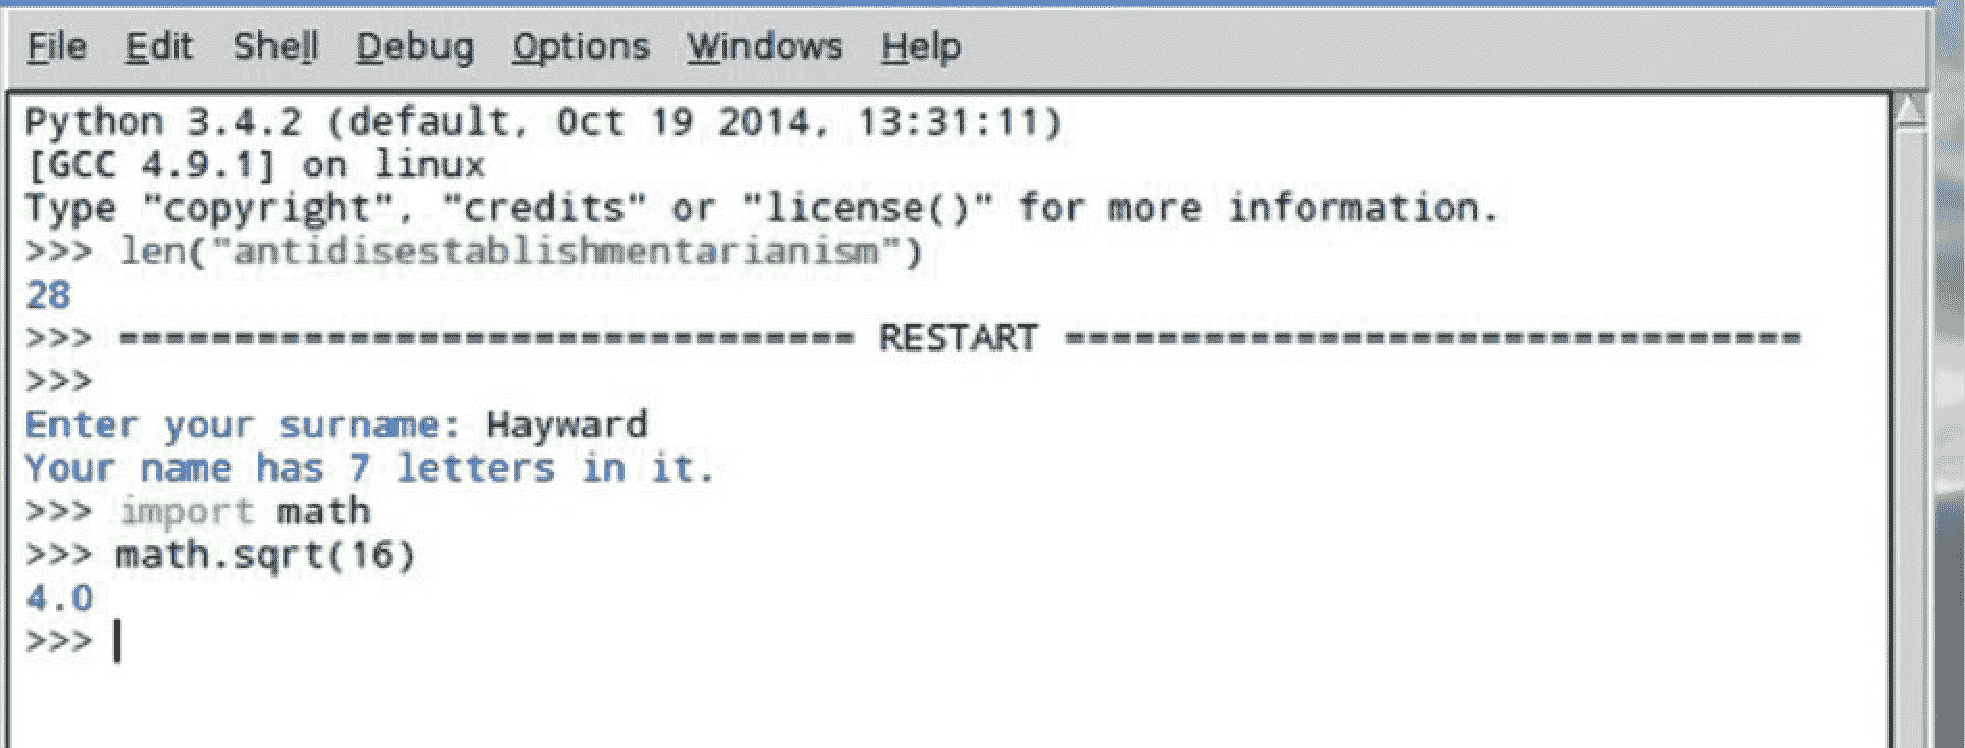 File Edit Shell Debug Options Windows Help
Python 3.4.2 (default, Oct 19 2014, 13:31:11)
[GCC 4.9.1] on linux
Type "copyright", "credits" or "license()" for more information.
>>> len("antidisestablishmentarianism")
28
>>> ================================ RESTART ================================
>>>
Enter your surname: Hayward
Your name has 7 letters in it.
>>> import math
>>> math.sqrt(16)
4.0
>>>